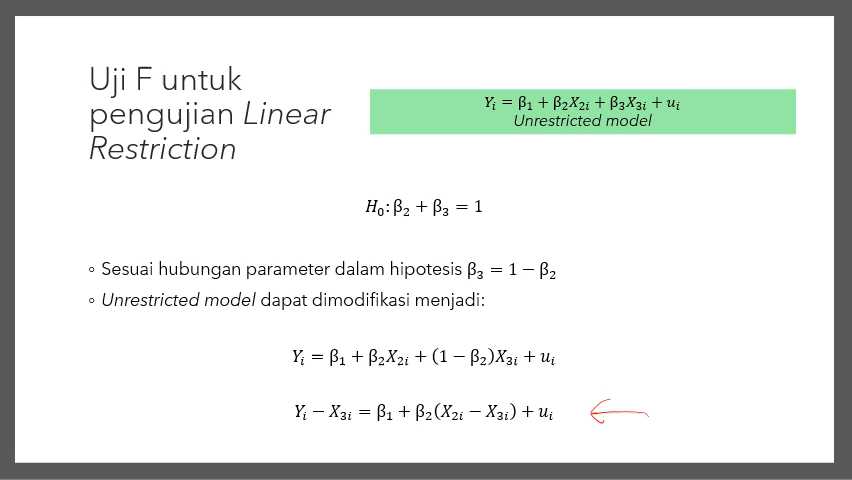 Uji F untuk
pengujian Linear
Restriction
Yᵢ = β₁ + β₂X₂ᵢ + β₃X₃ᵢ + uᵢ
Unrestricted model
H₀: β₂ + β₃ = 1
◦ Sesuai hubungan parameter dalam hipotesis β₃ = 1 − β₂
◦ Unrestricted model dapat dimodifikasi menjadi:
Yᵢ = β₁ + β₂X₂ᵢ + (1 − β₂)X₃ᵢ + uᵢ
Yᵢ − X₃ᵢ = β₁ + β₂(X₂ᵢ − X₃ᵢ) + uᵢ